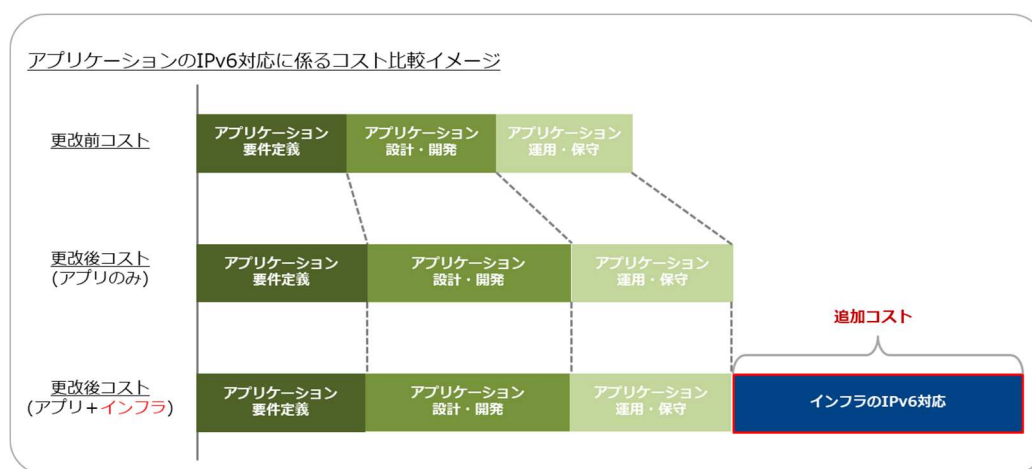 アプリケーションのIPv6対応に係るコスト比較イメージ
更改前コスト
アプリケーション
要件定義
アプリケーション
設計・開発
アプリケーション
運用・保守
更改後コスト
(アプリのみ)
アプリケーション
要件定義
アプリケーション
設計・開発
アプリケーション
運用・保守
追加コスト
更改後コスト
(アプリ+インフラ)
アプリケーション
要件定義
アプリケーション
設計・開発
アプリケーション
運用・保守
インフラのIPv6対応